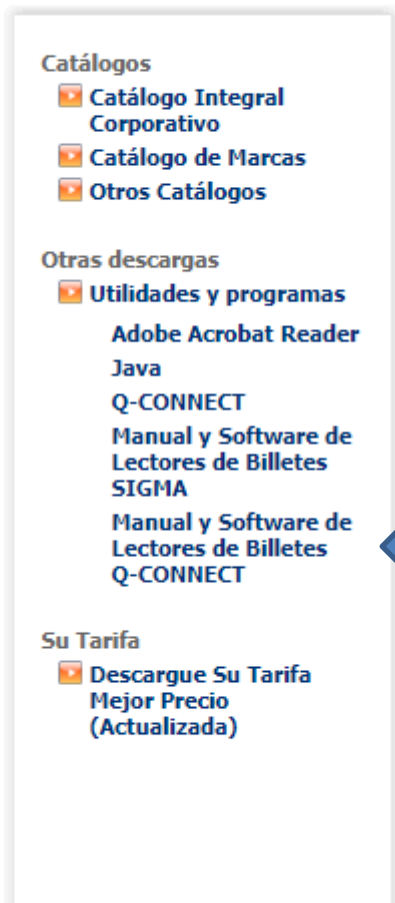 Catálogos
Catálogo Integral
Corporativo
Catálogo de Marcas
Otros Catálogos
Otras descargas
Utilidades y programas
Adobe Acrobat Reader
Java
Q-CONNECT
Manual y Software de
Lectores de Billetes
SIGMA
Manual y Software de
Lectores de Billetes
Q-CONNECT
Su Tarifa
Descargue Su Tarifa
Mejor Precio
(Actualizada)